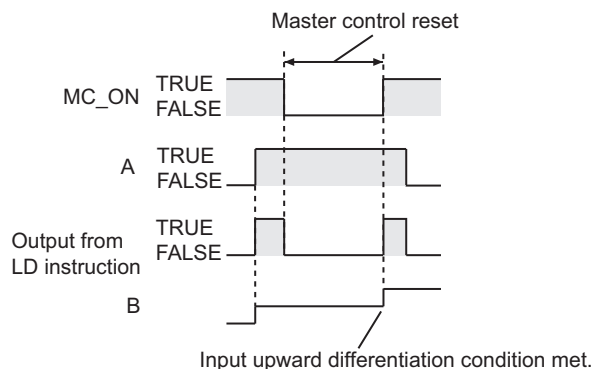 Master control reset
MC_ON
TRUE
FALSE
A
TRUE
FALSE
Output from
LD instruction
TRUE
FALSE
B
Input upward differentiation condition met.